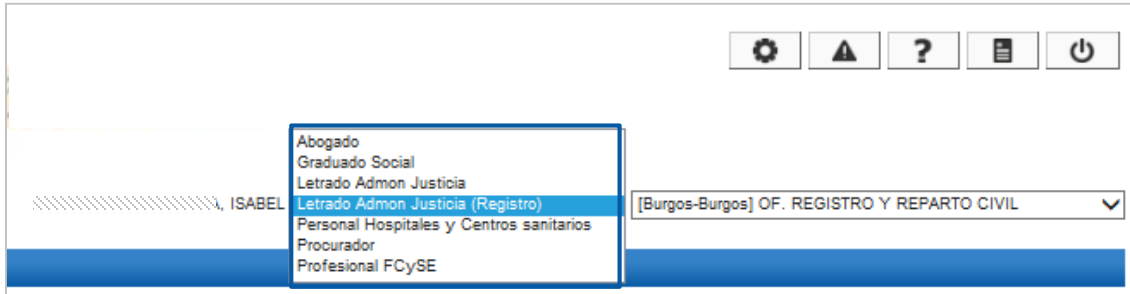 Abogado
Graduado Social
Letrado Admon Justicia
, ISABEL Letrado Admon Justicia (Registro) [Burgos-Burgos] OF. REGISTRO Y REPARTO CIVIL
Personal Hospitales y Centros sanitarios
Procurador
Profesional FCySE